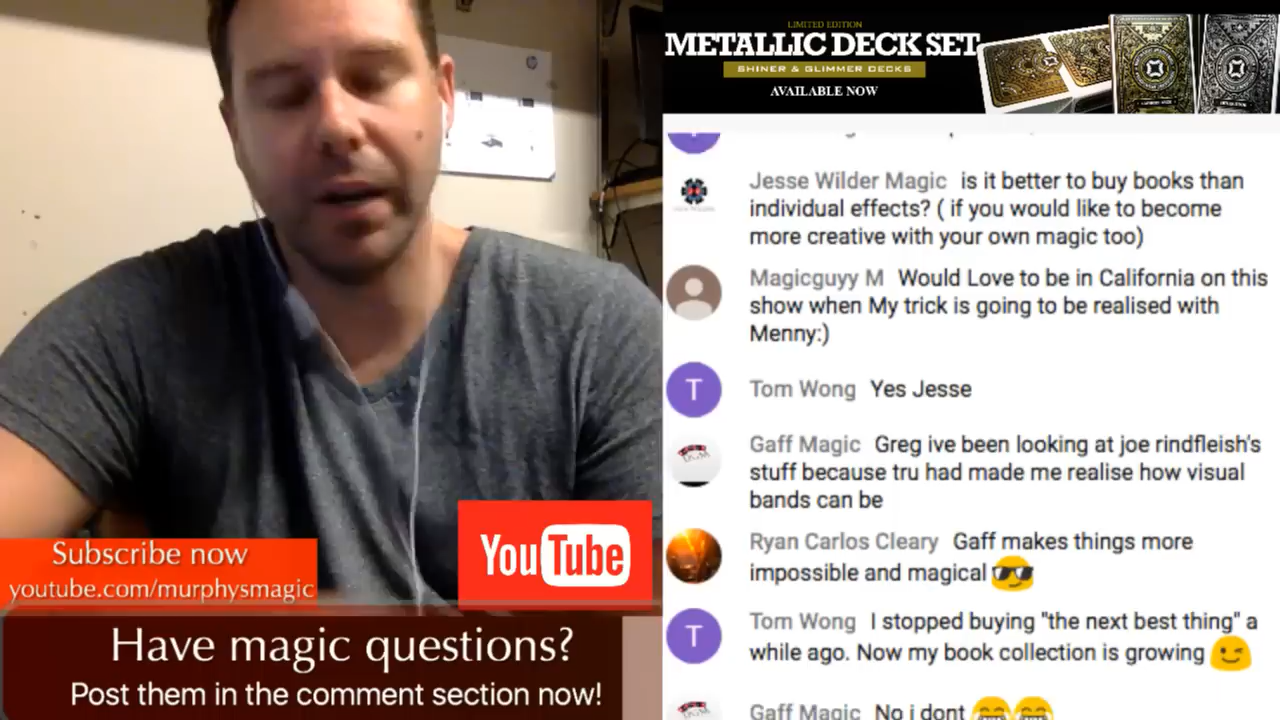 LIMITED EDITION
METALLIC DECK SET
SHINER & GLIMMER DECKS
AVAILABLE NOW
Jesse Wilder Magic is it better to buy books than
individual effects? ( if you would like to become
more creative with your own magic too)
Magicguyy M Would Love to be in California on this
show when My trick is going to be realised with
Menny:)
T Tom Wong Yes Jesse
Gaff Magic Greg ive been looking at joe rindfleish's
stuff because tru had made me realise how visual
bands can be
Ryan Carlos Cleary Gaff makes things more
impossible and magical 😎
T Tom Wong I stopped buying "the next best thing" a
while ago. Now my book collection is growing 😉
Gaff Magic No i dont 😁😁
YouTube
Subscribe now
youtube.com/murphysmagic
Have magic questions?
Post them in the comment section now!